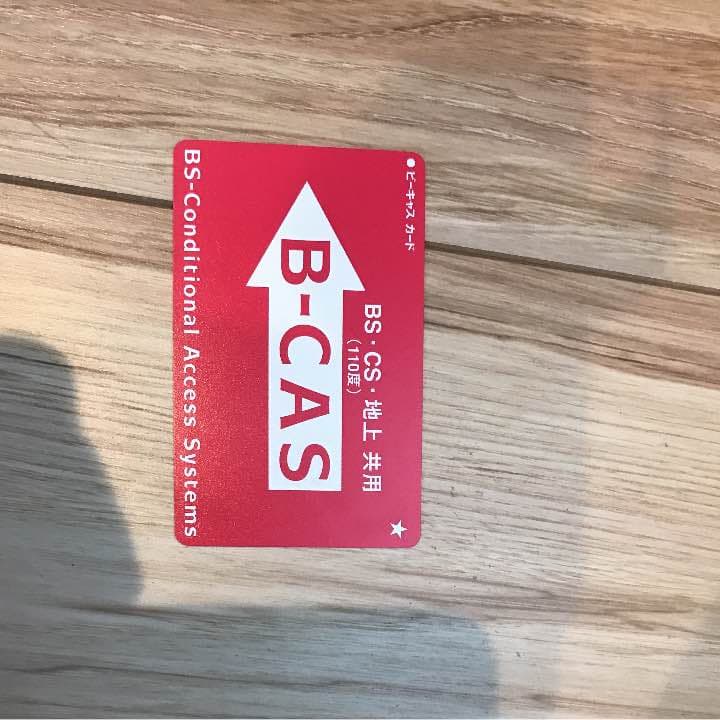 ● ビーキャス カード
BS・CS・地上 共用
(110度)
B-CAS
BS-Conditional Access Systems